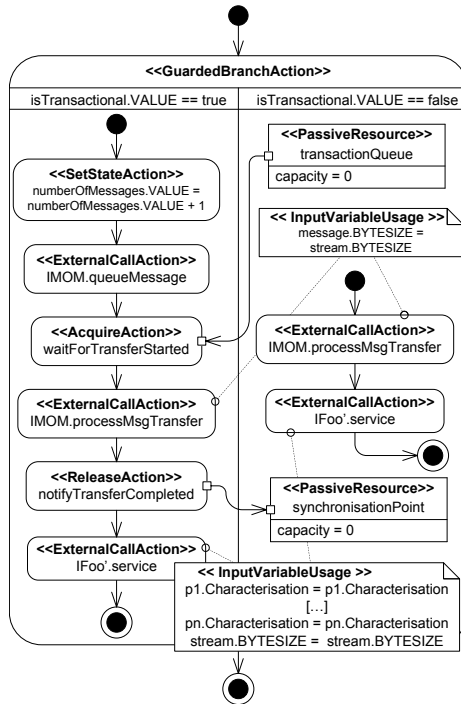 <<GuardedBranchAction>>
isTransactional.VALUE == true
isTransactional.VALUE == false
<<SetStateAction>>
numberOfMessages.VALUE =
numberOfMessages.VALUE + 1
<<ExternalCallAction>>
IMOM.queueMessage
<<AcquireAction>>
waitForTransferStarted
<<ExternalCallAction>>
IMOM.processMsgTransfer
<<ReleaseAction>>
notifyTransferCompleted
<<ExternalCallAction>>
IFoo'.service
<<PassiveResource>>
transactionQueue
capacity = 0
<< InputVariableUsage >>
message.BYTESIZE =
stream.BYTESIZE
<<ExternalCallAction>>
IMOM.processMsgTransfer
<<ExternalCallAction>>
IFoo'.service
<<PassiveResource>>
synchronisationPoint
capacity = 0
<< InputVariableUsage >>
p1.Characterisation = p1.Characterisation
[...]
pn.Characterisation = pn.Characterisation
stream.BYTESIZE = stream.BYTESIZE